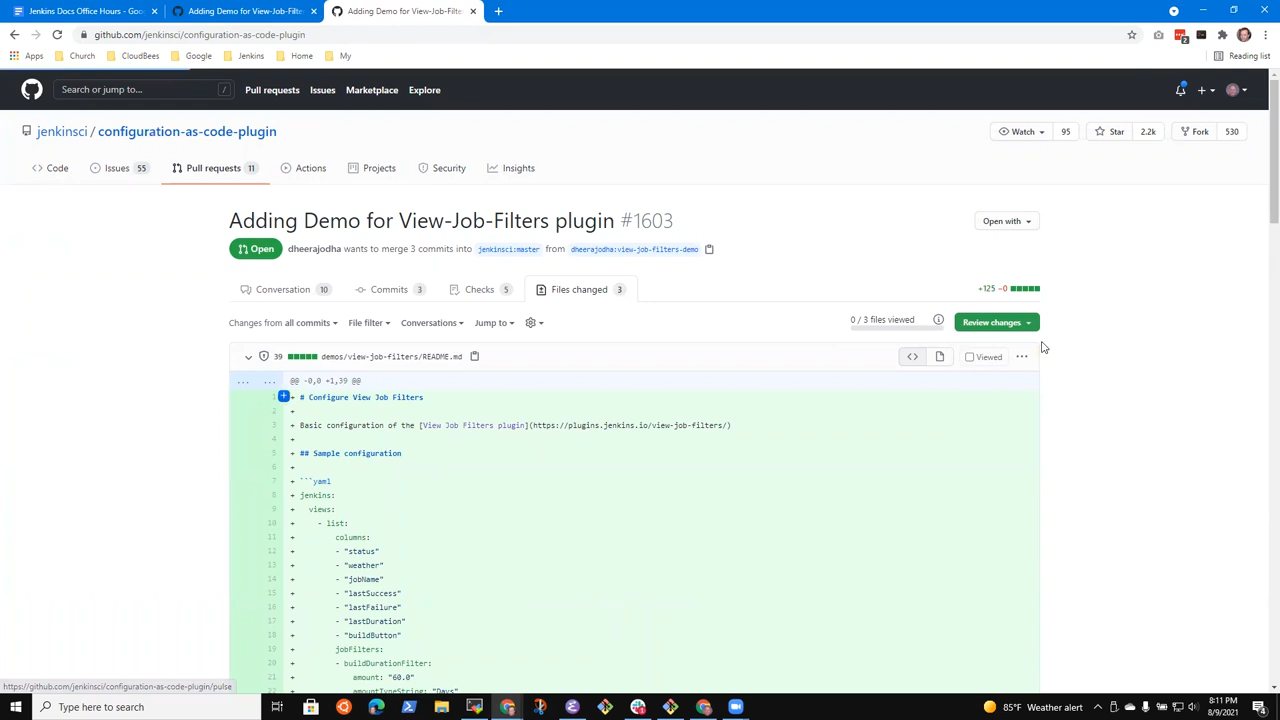 Jenkins Docs Office Hours - Goo
Adding Demo for View-Job-Filters
Adding Demo for View-Job-Filte
github.com/jenkinsci/configuration-as-code-plugin
Apps Church CloudBees Google Jenkins Home My Reading list
Search or jump to... / Pull requests Issues Marketplace Explore
jenkinsci / configuration-as-code-plugin
Watch 95 Star 2.2k Fork 530
Code Issues 55 Pull requests 11 Actions Projects Security Insights
Adding Demo for View-Job-Filters plugin #1603
Open with
Open dheerajodha wants to merge 3 commits into jenkinsci:master from dheerajodha:view-job-filters-demo
Conversation 10 Commits 3 Checks 5 Files changed 3 +125 −0
Changes from all commits File filter Conversations Jump to 0 / 3 files viewed Review changes
39 demos/view-job-filters/README.md Viewed
... ... @@ -0,0 +1,39 @@
1 + # Configure View Job Filters
2 +
3 + Basic configuration of the [View Job Filters plugin](https://plugins.jenkins.io/view-job-filters/)
4 +
5 + ## Sample configuration
6 +
7 + ```yaml
8 + jenkins:
9 + views:
10 + - list:
11 + columns:
12 + - "status"
13 + - "weather"
14 + - "jobName"
15 + - "lastSuccess"
16 + - "lastFailure"
17 + - "lastDuration"
18 + - "buildButton"
19 + jobFilters:
20 + - buildDurationFilter:
21 + amount: "60.0"
22 + amountTypeString: "Days"
https://github.com/jenkinsci/configuration-as-code-plugin/pulse
Type here to search
85°F Weather alert
8:11 PM
8/9/2021
4